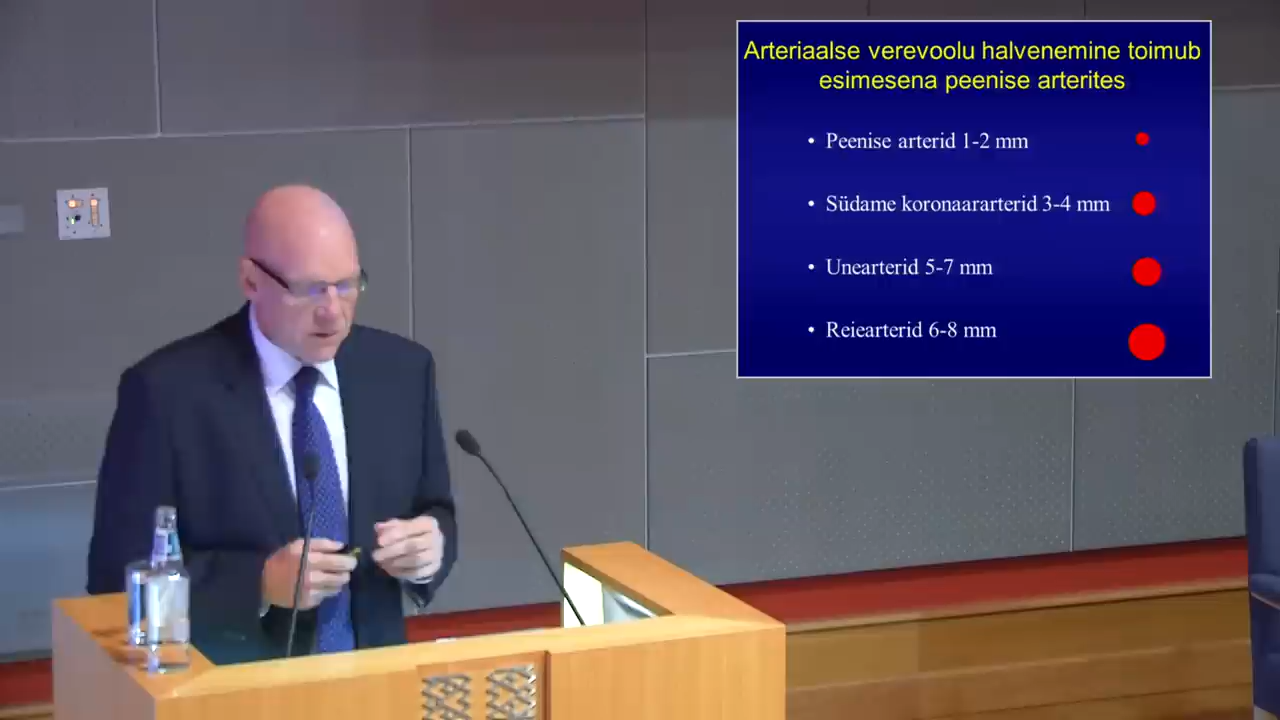 Arteriaalse verevoolu halvenemine toimub
esimesena peenise arterites
• Peenise arterid 1-2 mm
• Südame koronaararterid 3-4 mm
• Unearterid 5-7 mm
• Reiearterid 6-8 mm